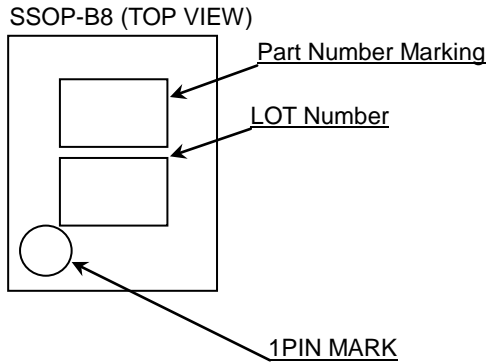 SSOP-B8 (TOP VIEW)
Part Number Marking
LOT Number
1PIN MARK